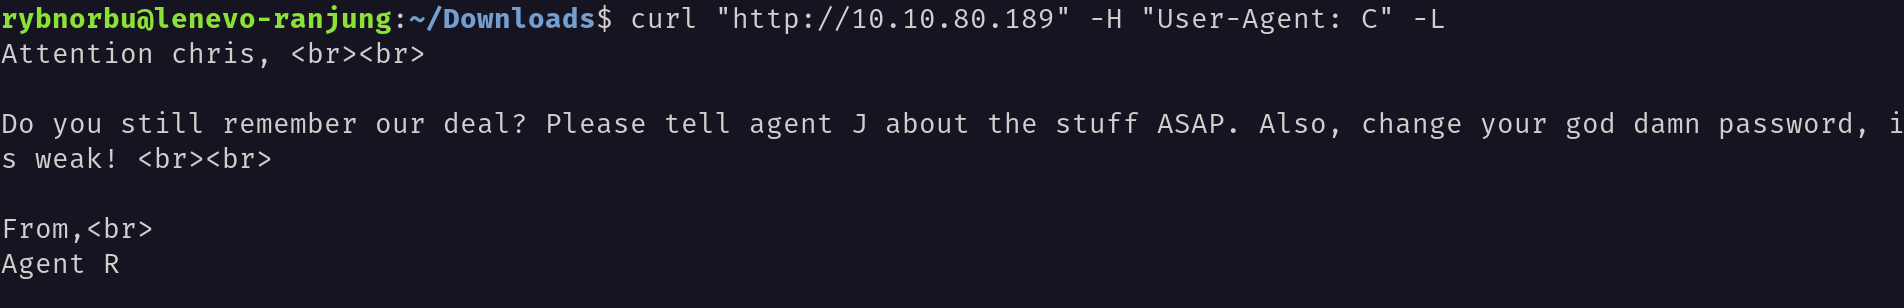 rybnorbu@lenevo-ranjung:~/Downloads$ curl "http://10.10.80.189" -H "User-Agent: C" -L
Attention chris, <br><br>
Do you still remember our deal? Please tell agent J about the stuff ASAP. Also, change your god damn password, i
s weak! <br><br>
From,<br>
Agent R